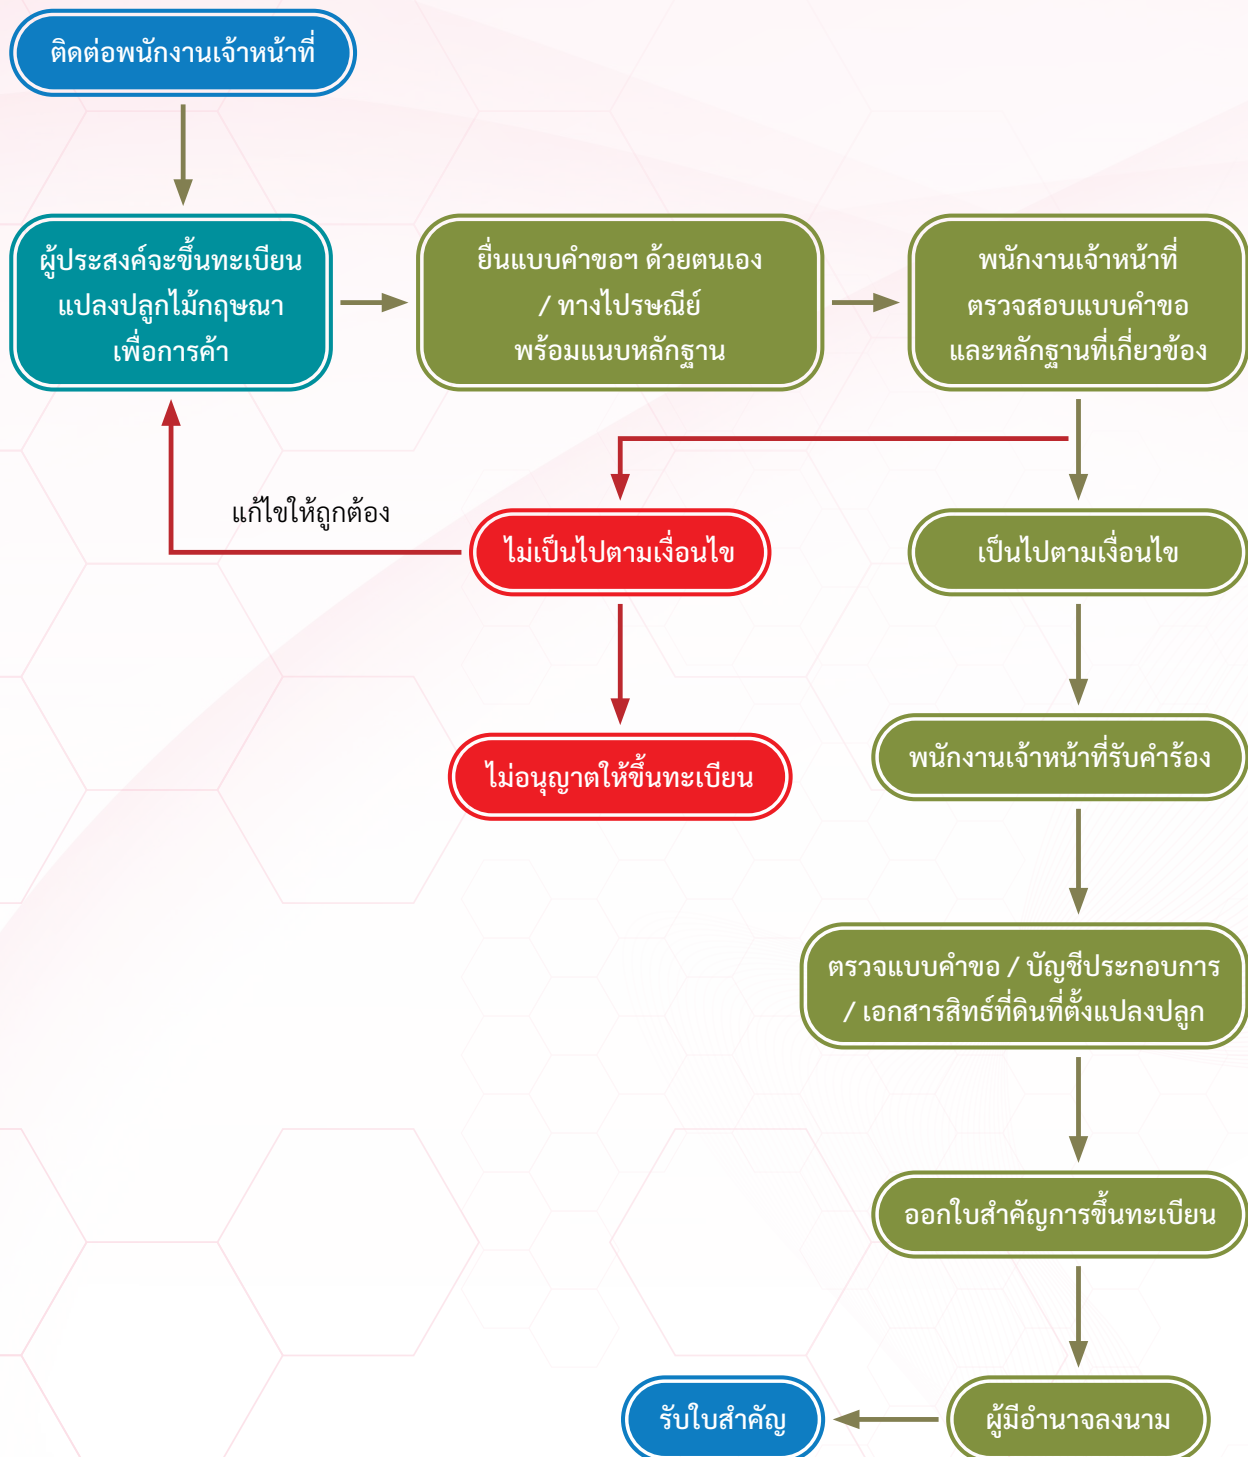 ติดต่อพนักงานเจ้าหน้าที่
ผู้ประสงค์จะขึ้นทะเบียน
แปลงปลูกไม้กฤษณา
เพื่อการค้า
ยื่นแบบคำขอฯ ด้วยตนเอง
/ ทางไปรษณีย์
พร้อมแนบหลักฐาน
พนักงานเจ้าหน้าที่
ตรวจสอบแบบคำขอ
และหลักฐานที่เกี่ยวข้อง
แก้ไขให้ถูกต้อง
ไม่เป็นไปตามเงื่อนไข
เป็นไปตามเงื่อนไข
ไม่อนุญาตให้ขึ้นทะเบียน
พนักงานเจ้าหน้าที่รับคำร้อง
ตรวจแบบคำขอ / บัญชีประกอบการ
/ เอกสารสิทธ์ที่ดินที่ตั้งแปลงปลูก
ออกใบสำคัญการขึ้นทะเบียน
ผู้มีอำนาจลงนาม
รับใบสำคัญ